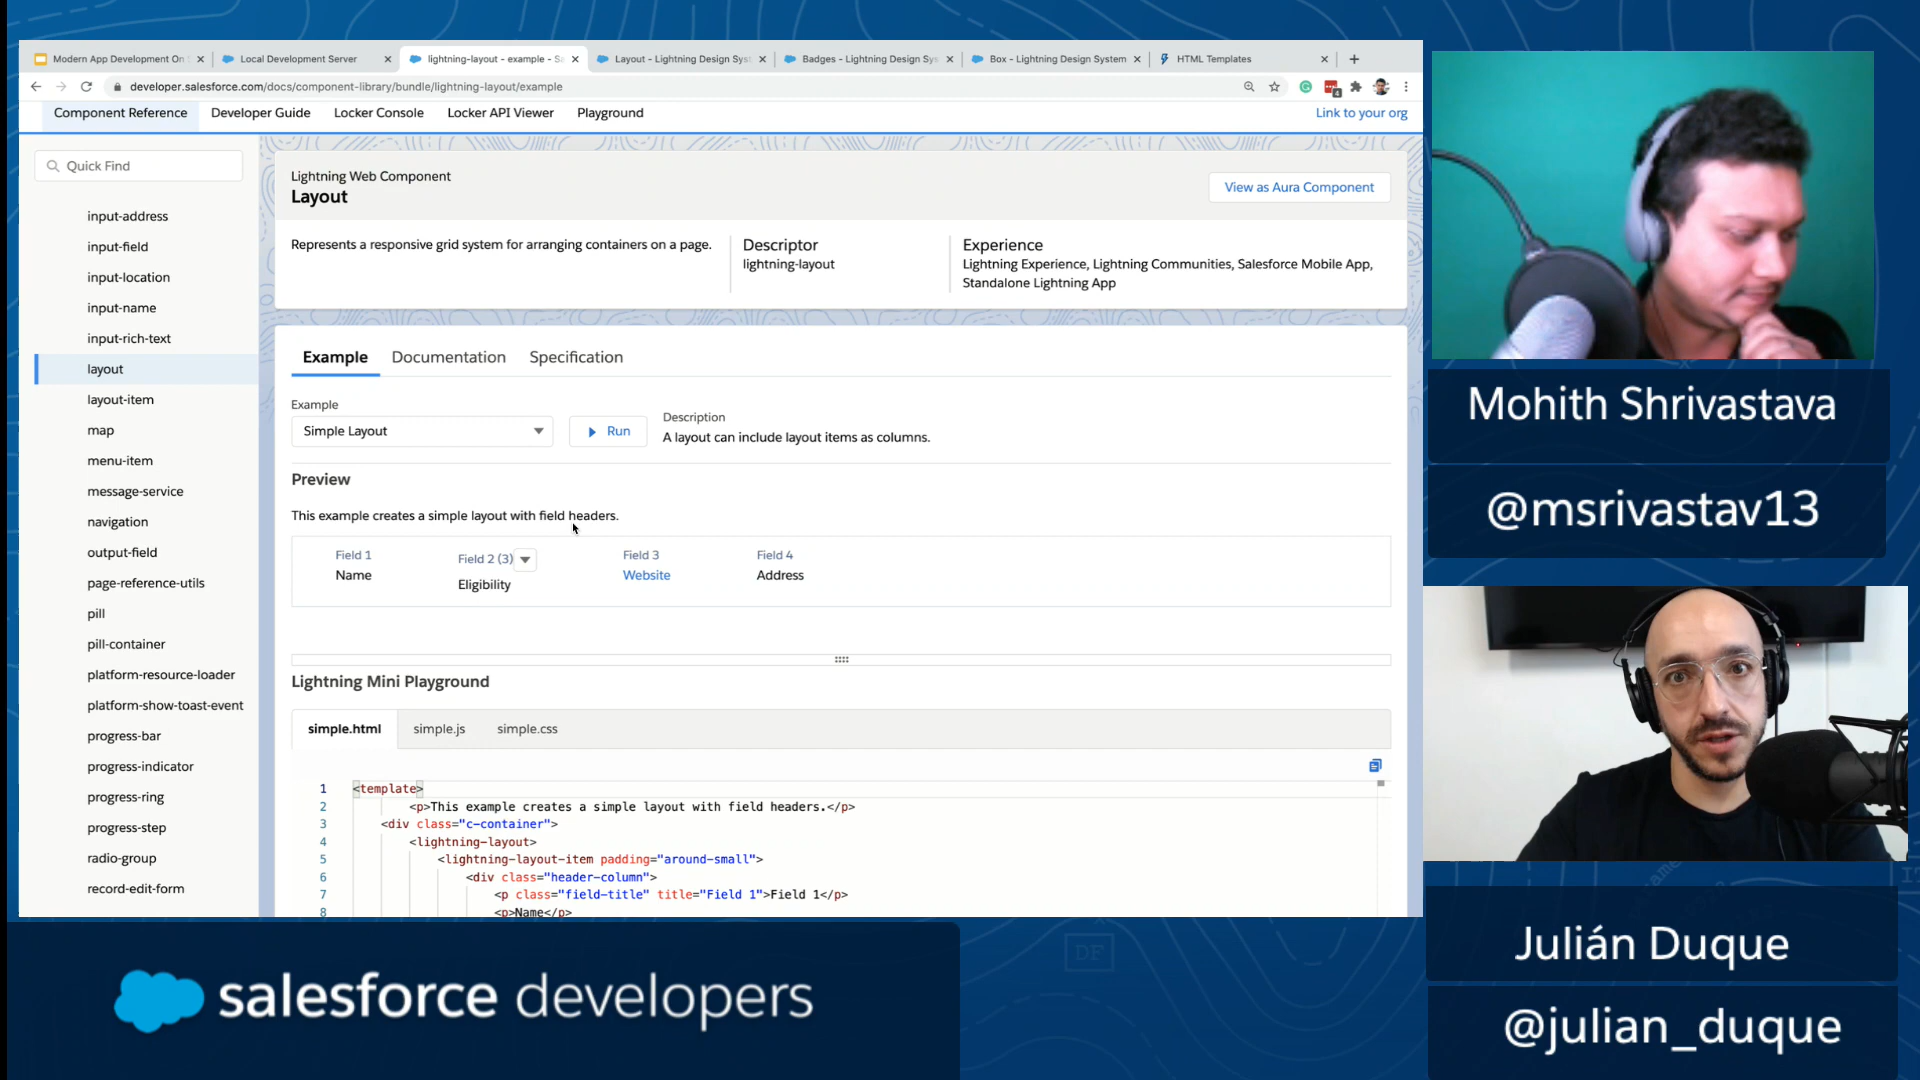 Modern App Development On S
Local Development Server
lightning-layout - example - Sa
Layout - Lightning Design Syst
Badges - Lightning Design Sys
Box - Lightning Design System
HTML Templates
developer.salesforce.com/docs/component-library/bundle/lightning-layout/example
Component Reference
Developer Guide
Locker Console
Locker API Viewer
Playground
Link to your org
Quick Find
input-address
input-field
input-location
input-name
input-rich-text
layout
layout-item
map
menu-item
message-service
navigation
output-field
page-reference-utils
pill
pill-container
platform-resource-loader
platform-show-toast-event
progress-bar
progress-indicator
progress-ring
progress-step
radio-group
record-edit-form
Lightning Web Component
Layout
View as Aura Component
Represents a responsive grid system for arranging containers on a page.
Descriptor
lightning-layout
Experience
Lightning Experience, Lightning Communities, Salesforce Mobile App,
Standalone Lightning App
Example
Documentation
Specification
Example
Simple Layout
Run
Description
A layout can include layout items as columns.
Preview
This example creates a simple layout with field headers.
Field 1
Name
Field 2 (3)
Eligibility
Field 3
Website
Field 4
Address
Lightning Mini Playground
simple.html
simple.js
simple.css
1 <template>
2 <p>This example creates a simple layout with field headers.</p>
3 <div class="c-container">
4 <lightning-layout>
5 <lightning-layout-item padding="around-small">
6 <div class="header-column">
7 <p class="field-title" title="Field 1">Field 1</p>
8 <p>Name</p>
Mohith Shrivastava
@msrivastav13
Julián Duque
@julian_duque
salesforce developers
DF